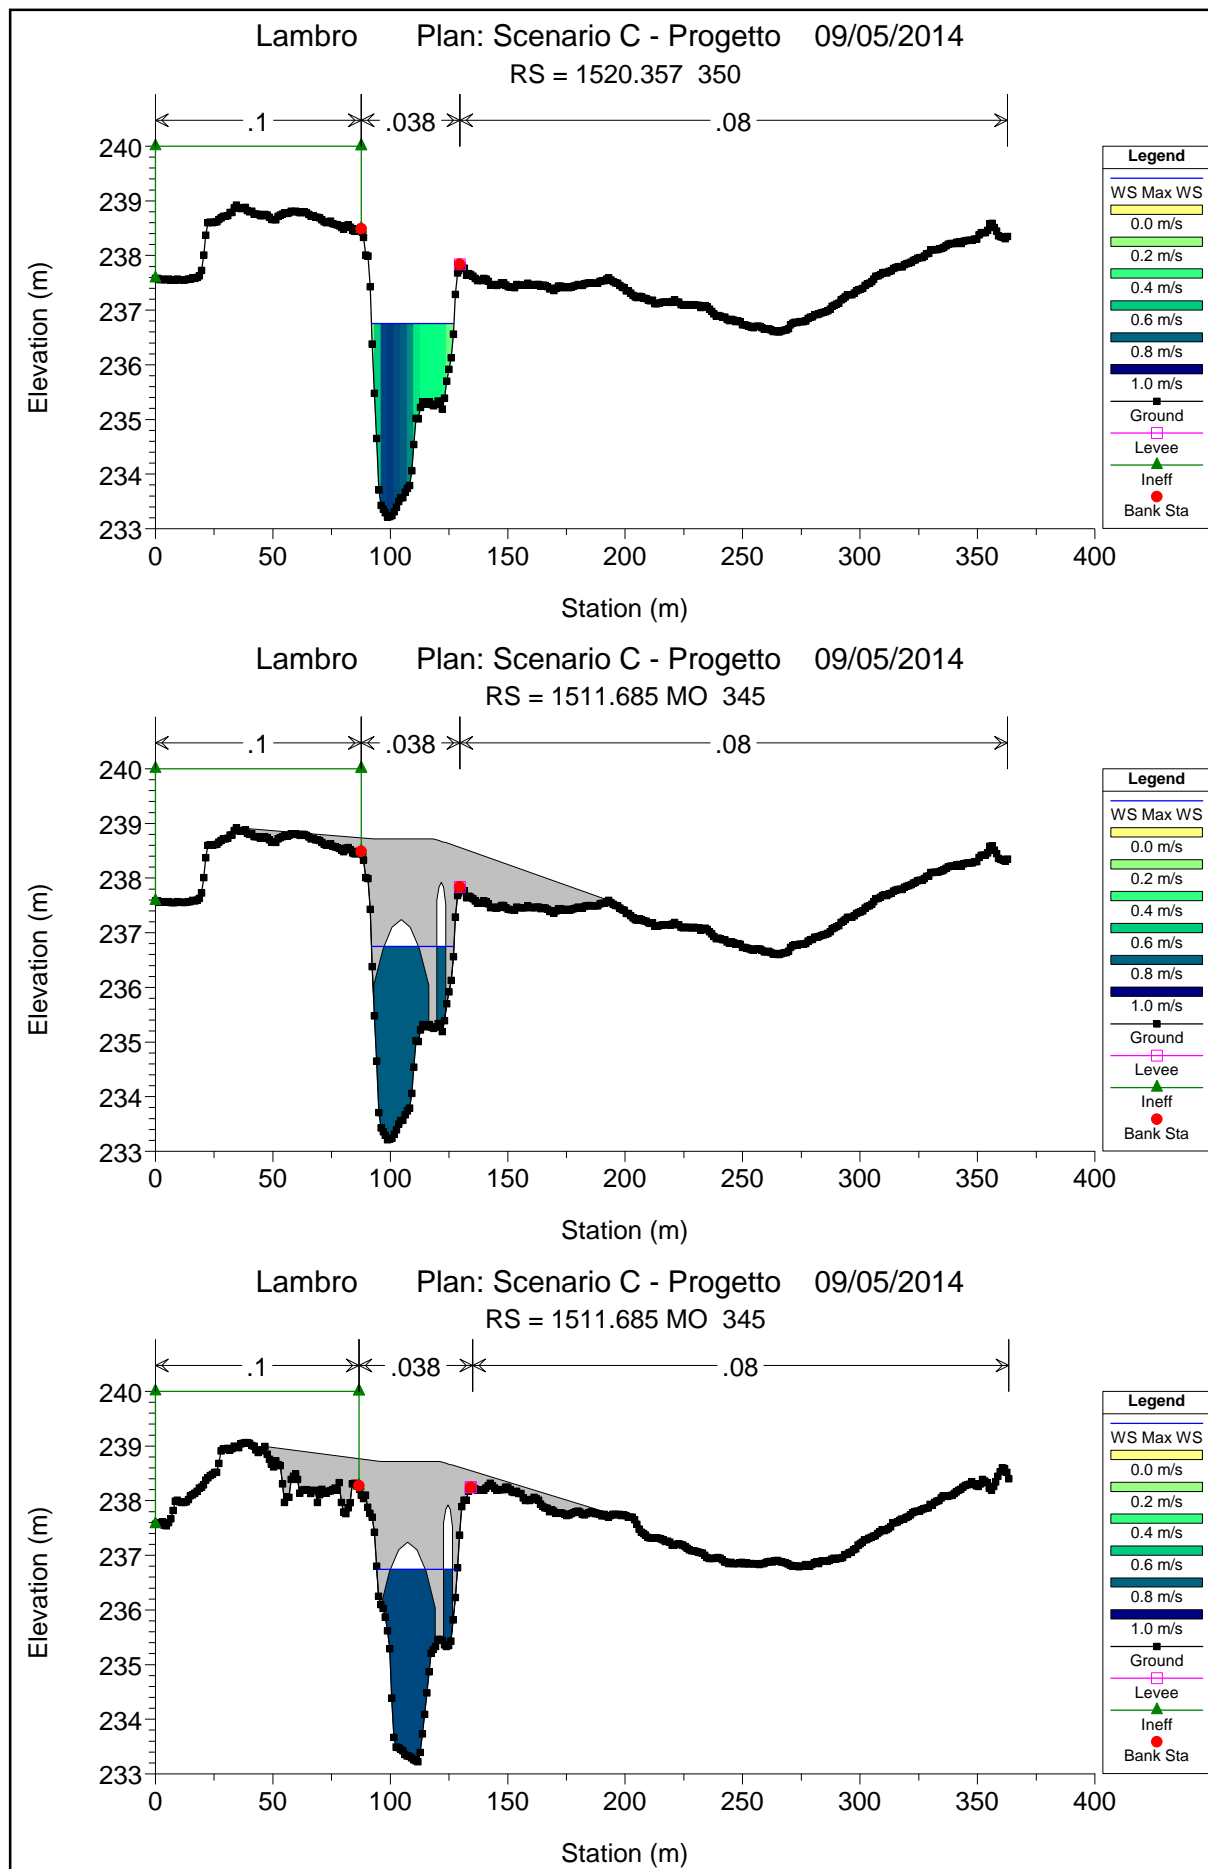 Lambro Plan: Scenario C - Progetto 09/05/2014
RS = 1520.357 350
.1 .038 .08
240
239
238
237
236
235
234
233
Elevation (m)
0 50 100 150 200 250 300 350 400
Station (m)
Legend
WS Max WS
0.0 m/s
0.2 m/s
0.4 m/s
0.6 m/s
0.8 m/s
1.0 m/s
Ground
Levee
Ineff
Bank Sta
Lambro Plan: Scenario C - Progetto 09/05/2014
RS = 1511.685 MO 345
.1 .038 .08
240
239
238
237
236
235
234
233
Elevation (m)
0 50 100 150 200 250 300 350 400
Station (m)
Legend
WS Max WS
0.0 m/s
0.2 m/s
0.4 m/s
0.6 m/s
0.8 m/s
1.0 m/s
Ground
Levee
Ineff
Bank Sta
Lambro Plan: Scenario C - Progetto 09/05/2014
RS = 1511.685 MO 345
.1 .038 .08
240
239
238
237
236
235
234
233
Elevation (m)
0 50 100 150 200 250 300 350 400
Station (m)
Legend
WS Max WS
0.0 m/s
0.2 m/s
0.4 m/s
0.6 m/s
0.8 m/s
1.0 m/s
Ground
Levee
Ineff
Bank Sta